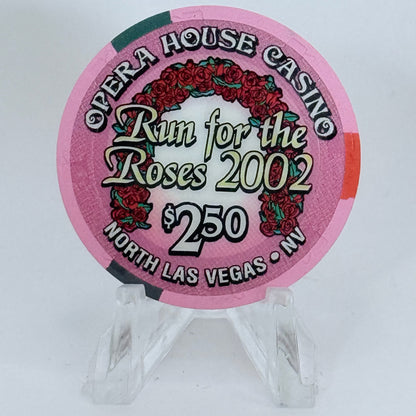 OPERA HOUSE CASINO
Run for the
Roses 2002
$2.50
NORTH LAS VEGAS • NV